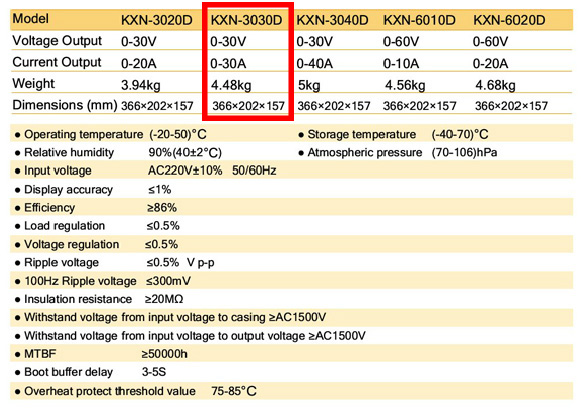 Model KXN-3020D KXN-3030D KXN-3040D KXN-6010D KXN-6020D
Voltage Output 0-30V 0-30V 0-30V 0-60V 0-60V
Current Output 0-20A 0-30A 0-40A 0-10A 0-20A
Weight 3.94kg 4.48kg 5kg 4.56kg 4.68kg
Dimensions (mm) 366×202×157 366×202×157 366×202×157 366×202×157 366×202×157
● Operating temperature (-20-50)°C ● Storage temperature (-40-70)°C
● Relative humidity 90%(40±2°C) ● Atmospheric pressure (70-106)hPa
● Input voltage AC220V±10% 50/60Hz
● Display accuracy ≤1%
● Efficiency ≥86%
● Load regulation ≤0.5%
● Voltage regulation ≤0.5%
● Ripple voltage ≤0.5% V p-p
● 100Hz Ripple voltage ≤300mV
● Insulation resistance ≥20MΩ
● Withstand voltage from input voltage to casing ≥AC1500V
● Withstand voltage from input voltage to output voltage ≥AC1500V
● MTBF ≥50000h
● Boot buffer delay 3-5S
● Overheat protect threshold value 75-85°C